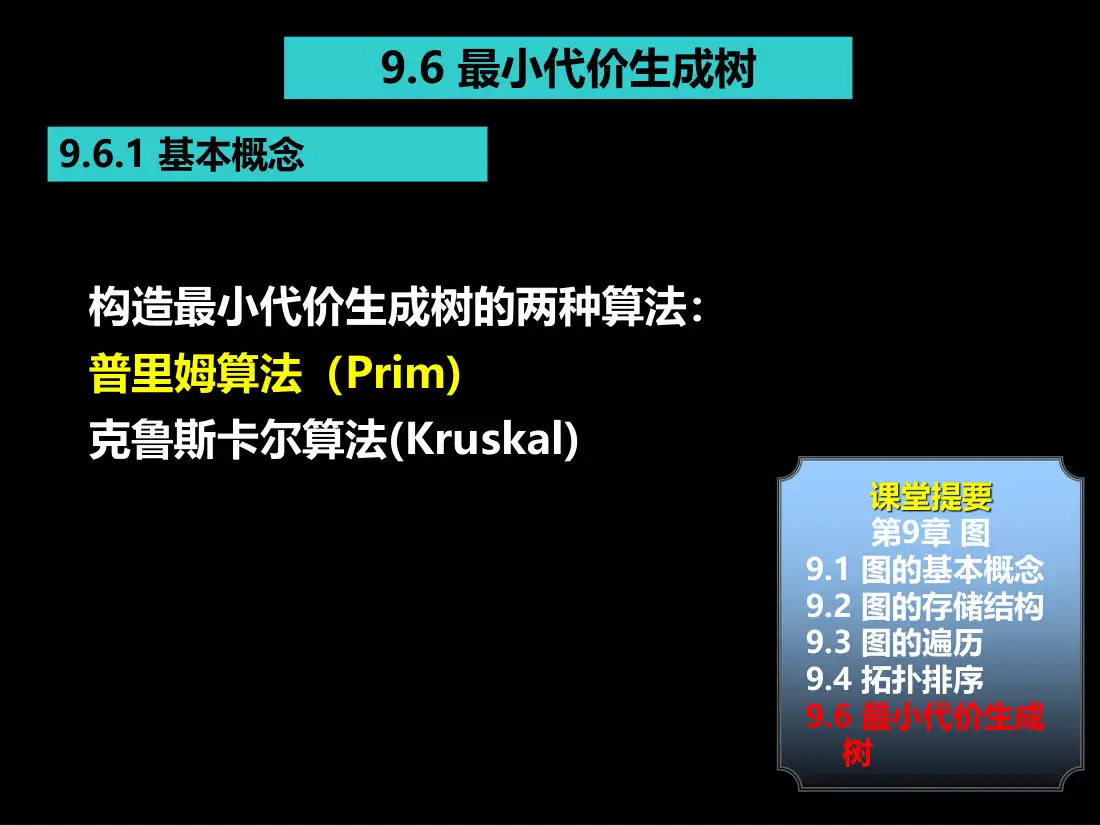 9.6 最小代价生成树
9.6.1 基本概念
构造最小代价生成树的两种算法：
普里姆算法（Prim)
克鲁斯卡尔算法(Kruskal)
课堂提要
第9章 图
9.1 图的基本概念
9.2 图的存储结构
9.3 图的遍历
9.4 拓扑排序
9.6 最小代价生成
树